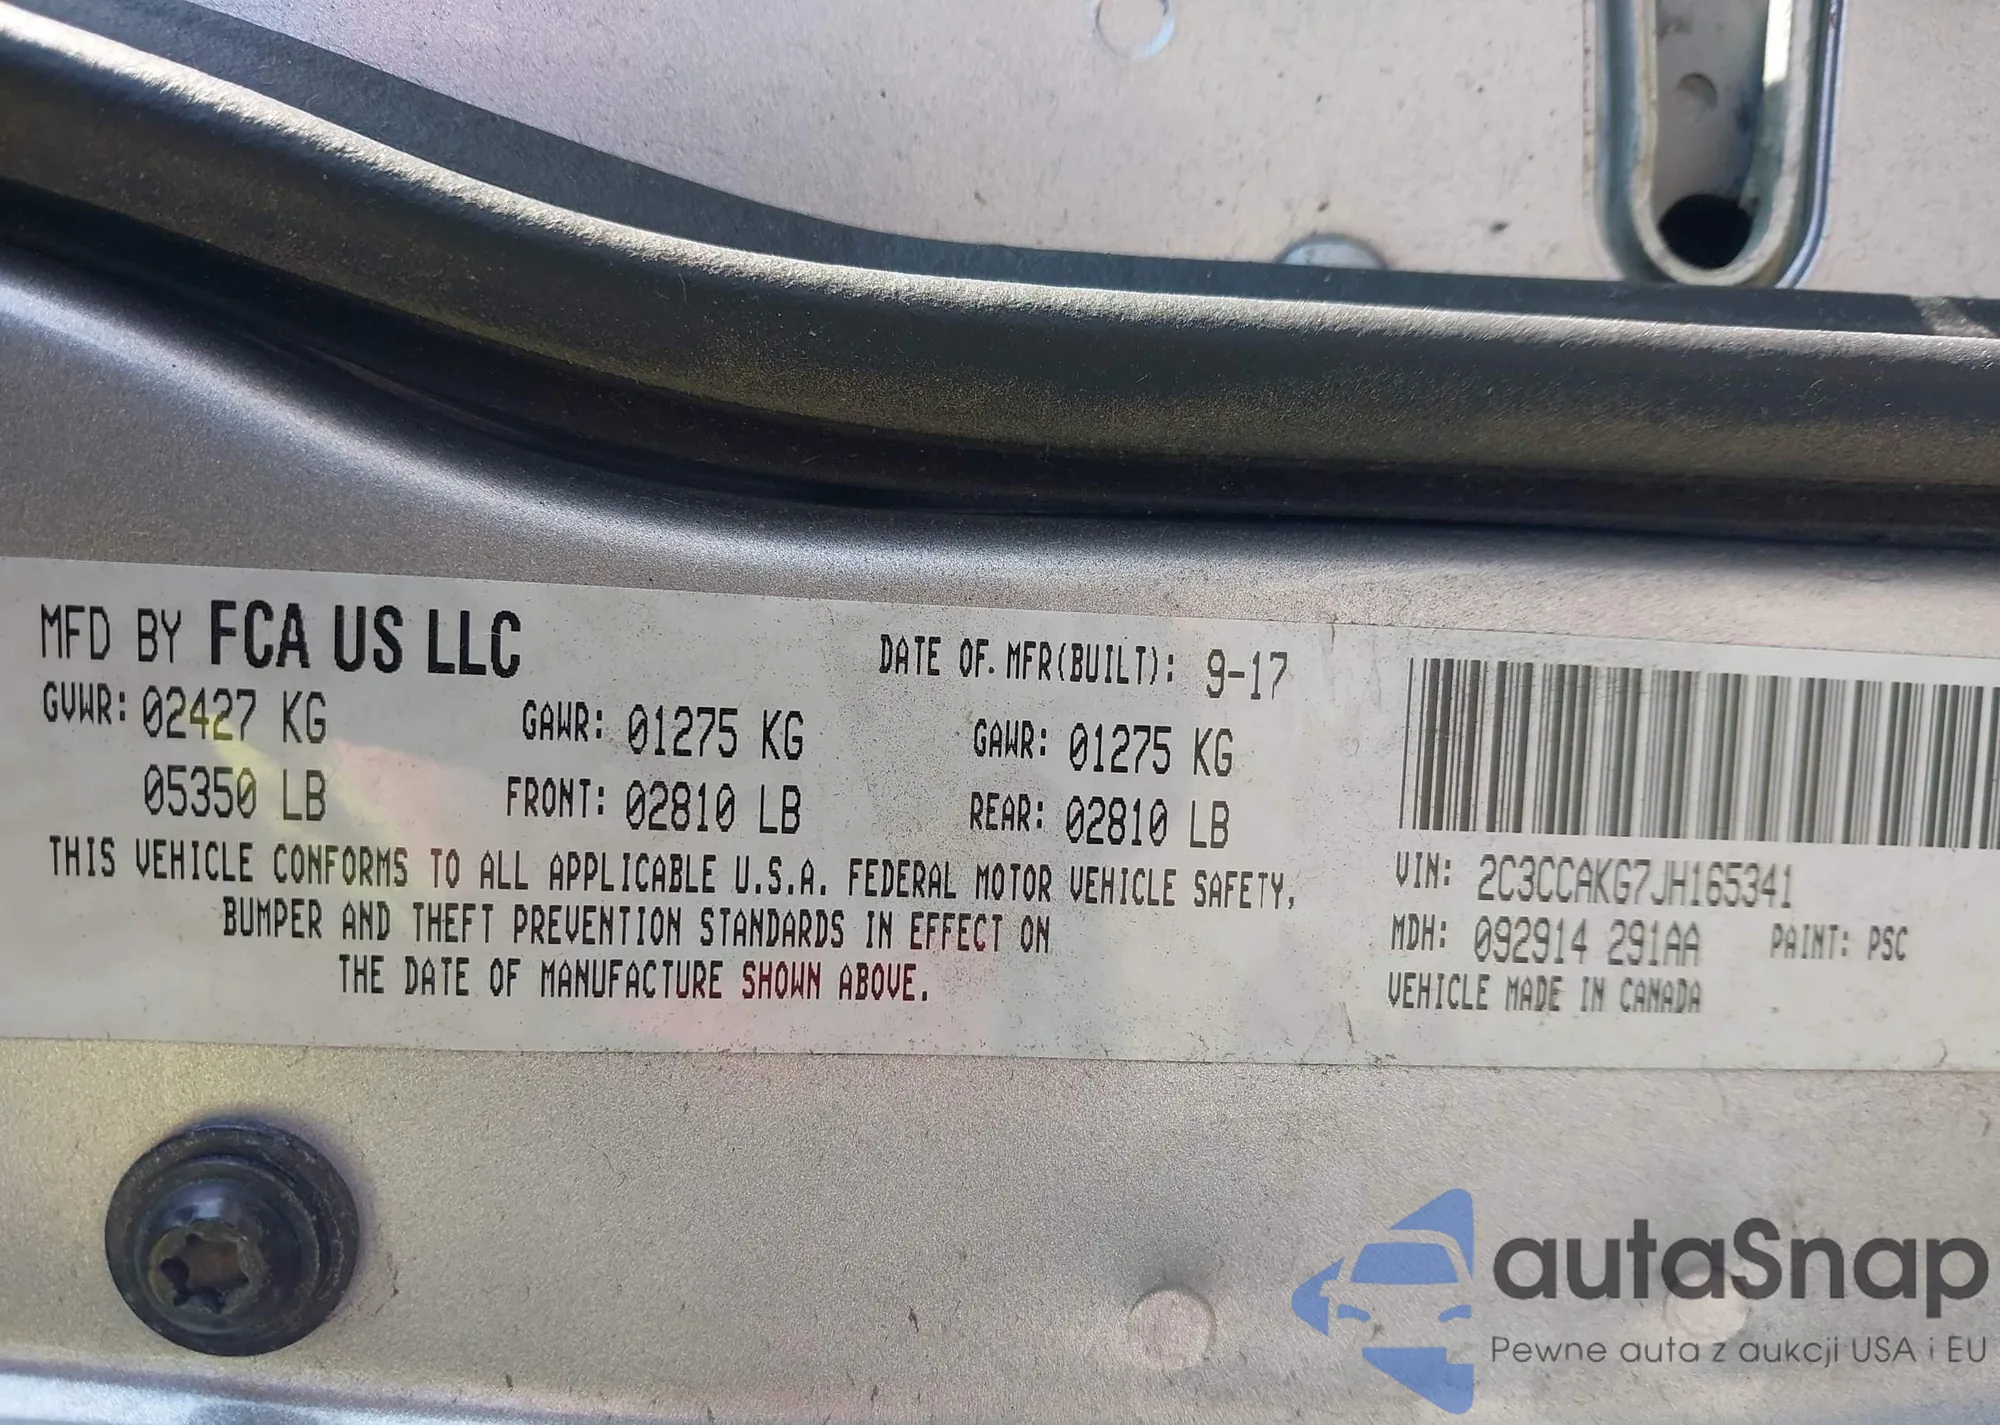 MFD BY FCA US LLC
DATE OF. MFR(BUILT): 9-17
GVWR: 02427 KG
GAWR: 01275 KG
GAWR: 01275 KG
05350 LB
FRONT: 02810 LB
REAR: 02810 LB
THIS VEHICLE CONFORMS TO ALL APPLICABLE U.S.A. FEDERAL MOTOR VEHICLE SAFETY,
BUMPER AND THEFT PREVENTION STANDARDS IN EFFECT ON
THE DATE OF MANUFACTURE SHOWN ABOVE.
VIN: 2C3CCAKG7JH165341
MDH: 092914 291AA PAINT: PSC
VEHICLE MADE IN CANADA
autaSnap
Pewne auta z aukcji USA i EU